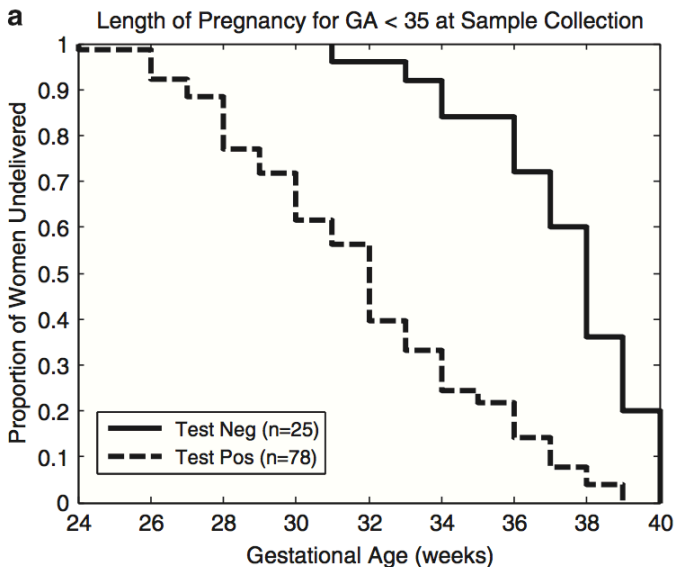 a
Length of Pregnancy for GA < 35 at Sample Collection
Proportion of Women Undelivered
1
0.9
0.8
0.7
0.6
0.5
0.4
0.3
0.2
0.1
0
Test Neg (n=25)
Test Pos (n=78)
24 26 28 30 32 34 36 38 40
Gestational Age (weeks)